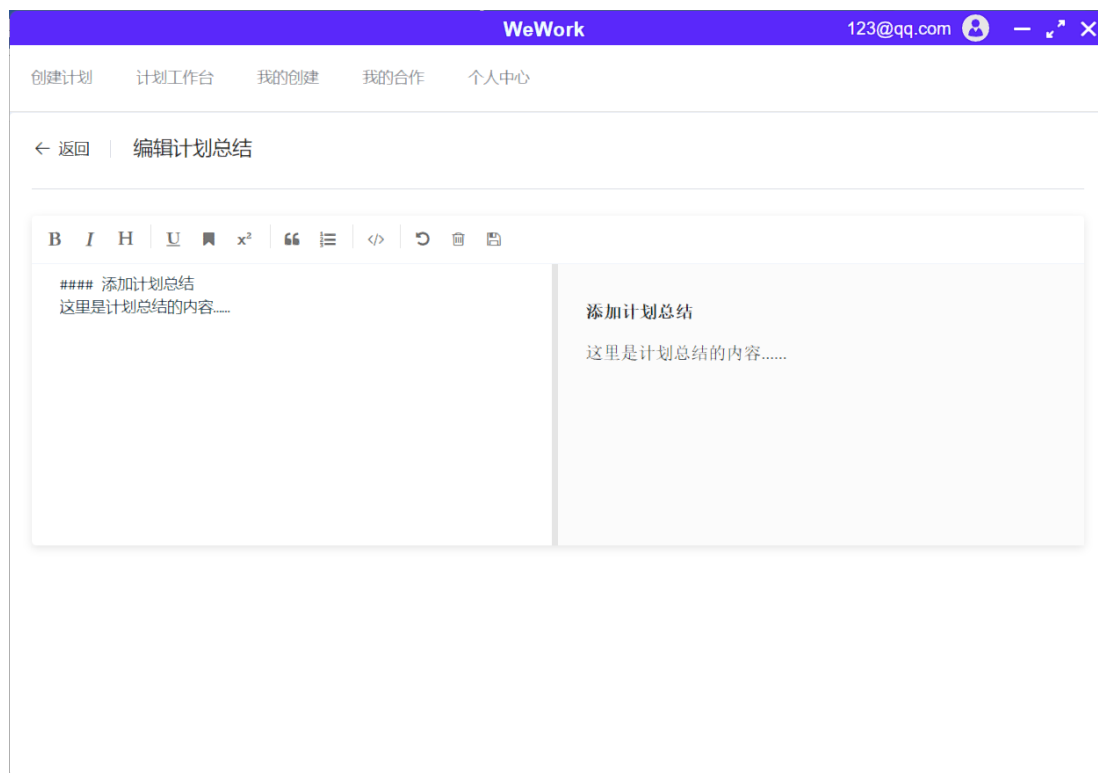 WeWork
123@qq.com
创建计划 计划工作台 我的创建 我的合作 个人中心
← 返回 编辑计划总结
B I H U x² </>
#### 添加计划总结
这里是计划总结的内容......
添加计划总结
这里是计划总结的内容......